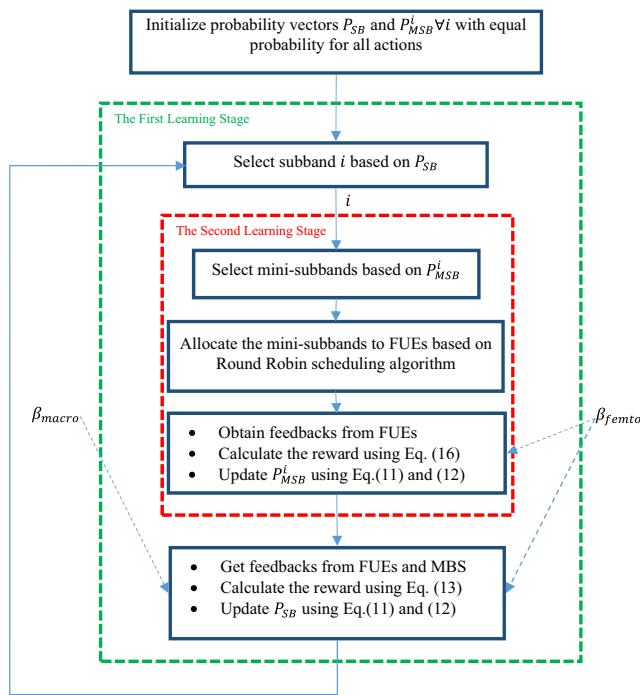 Initialize probability vectors P_SB and P^i_MSB ∀i with equal
probability for all actions
The First Learning Stage
Select subband i based on P_SB
i
The Second Learning Stage
Select mini-subbands based on P^i_MSB
Allocate the mini-subbands to FUEs based on
Round Robin scheduling algorithm
β_macro
β_femto
• Obtain feedbacks from FUEs
• Calculate the reward using Eq. (16)
• Update P^i_MSB using Eq.(11) and (12)
• Get feedbacks from FUEs and MBS
• Calculate the reward using Eq. (13)
• Update P_SB using Eq.(11) and (12)